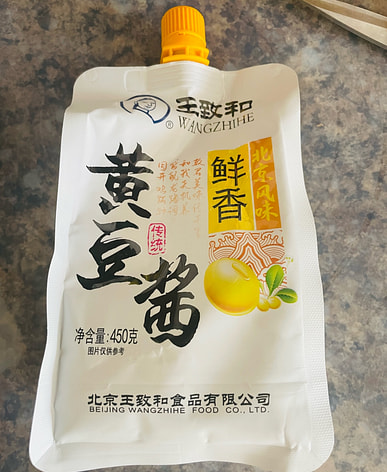 王致和
® WANGZHIHE
北京风味
鲜香
黄豆酱
传统
净含量:450克
图片仅供参考
北京王致和食品有限公司
BEIJING WANGZHIHE FOOD CO., LTD.